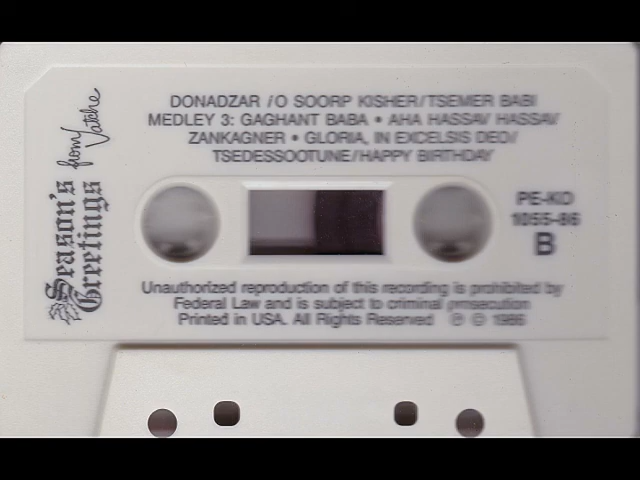 Season's
Greetings
from Vatche
DONADZAR /O SOORP KISHER/TSEMER BABI
MEDLEY 3: GAGHANT BABA • AHA HASSAV HASSAV
ZANKAGNER • GLORIA, IN EXCELSIS DEO/
TSEDESSOOTUNE/HAPPY BIRTHDAY
PE-KO
1055-86
B
Unauthorized reproduction of this recording is prohibited by
Federal Law and is subject to criminal prosecution
Printed in USA. All Rights Reserved ℗ © 1986